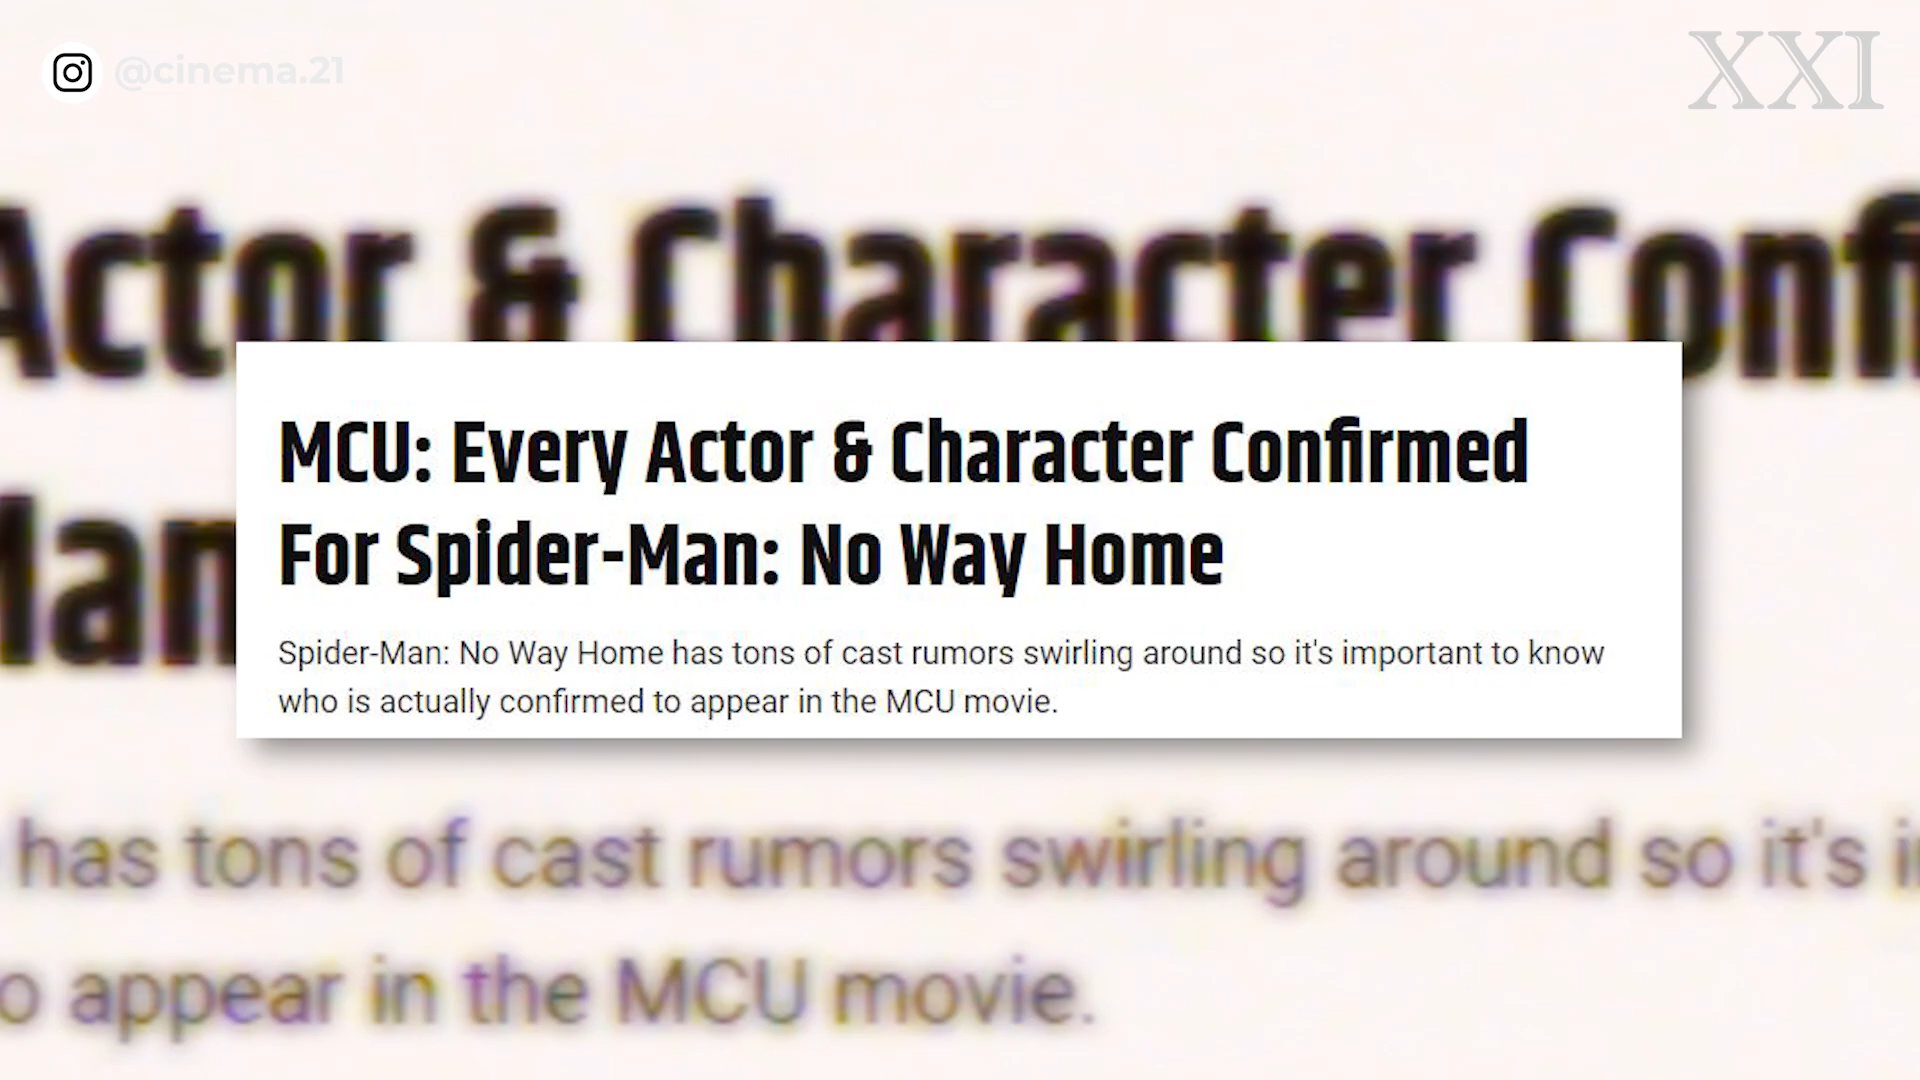 @cinema.21
XXI
Actor & Character Confi
MCU: Every Actor & Character Confirmed
For Spider-Man: No Way Home
Spider-Man: No Way Home has tons of cast rumors swirling around so it's important to know
who is actually confirmed to appear in the MCU movie.
has tons of cast rumors swirling around so it's i
o appear in the MCU movie.